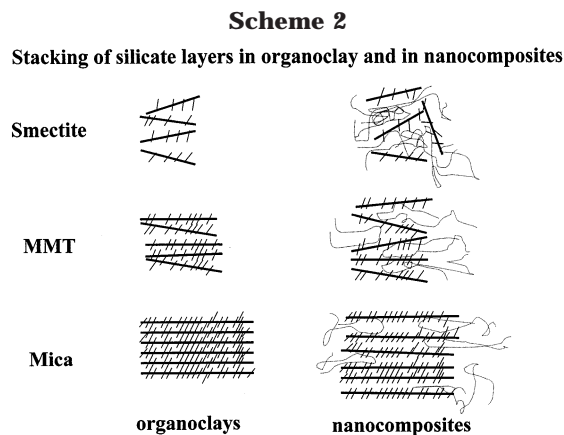 Scheme 2
Stacking of silicate layers in organoclay and in nanocomposites
Smectite
MMT
Mica
organoclays
nanocomposites